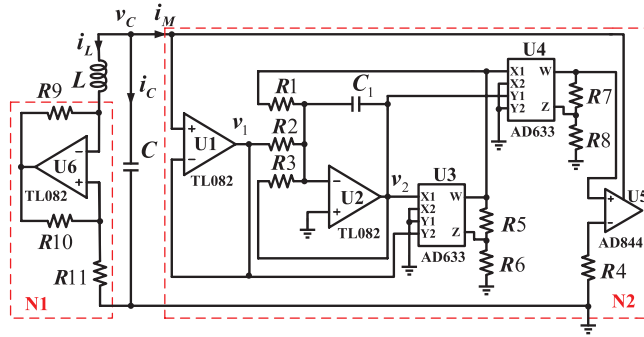 v_C i_M N2
i_L L i_C C
R9 U6 TL082 R10 R11 N1
U1 TL082 v_1
R1 R2 R3 C_1
U2 TL082 v_2
U3 X1 X2 Y1 Y2 W Z AD633
R5 R6
U4 X1 X2 Y1 Y2 W Z AD633
R7 R8
U5 AD844 R4